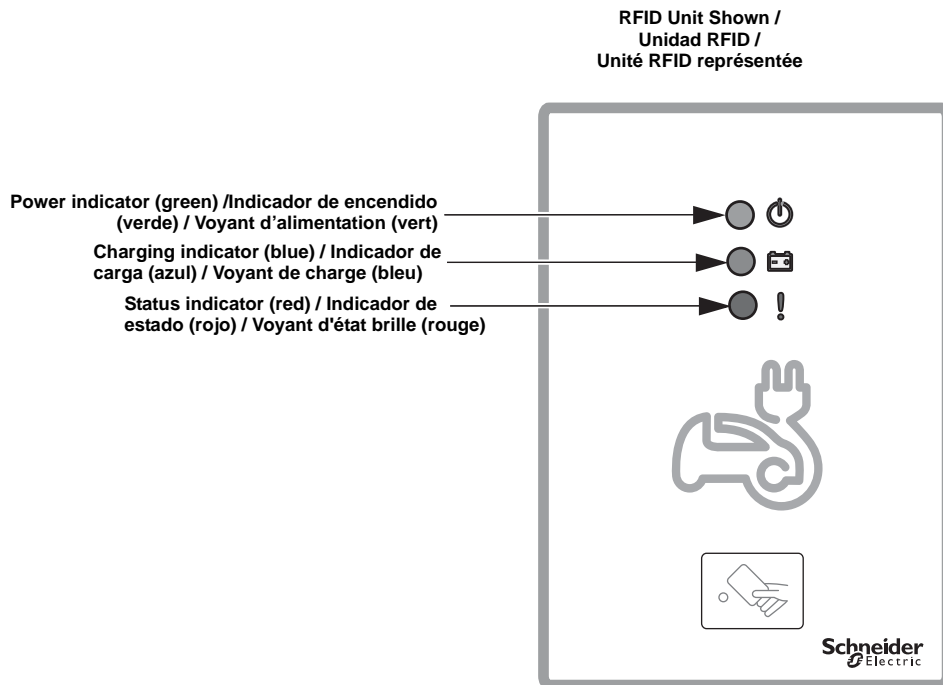 RFID Unit Shown /
Unidad RFID /
Unité RFID représentée
Power indicator (green) /Indicador de encendido
(verde) / Voyant d’alimentation (vert)
Charging indicator (blue) / Indicador de
carga (azul) / Voyant de charge (bleu)
Status indicator (red) / Indicador de
estado (rojo) / Voyant d'état brille (rouge)
Schneider
Electric